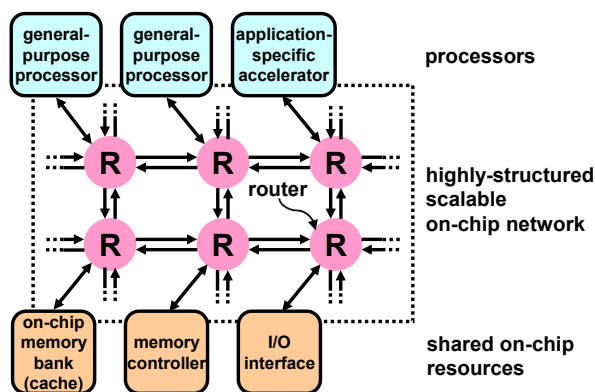 general-
purpose
processor
general-
purpose
processor
application-
specific
accelerator
processors
R
R
R
router
highly-structured
scalable
on-chip network
R
R
R
on-chip
memory
bank
(cache)
memory
controller
I/O
interface
shared on-chip
resources